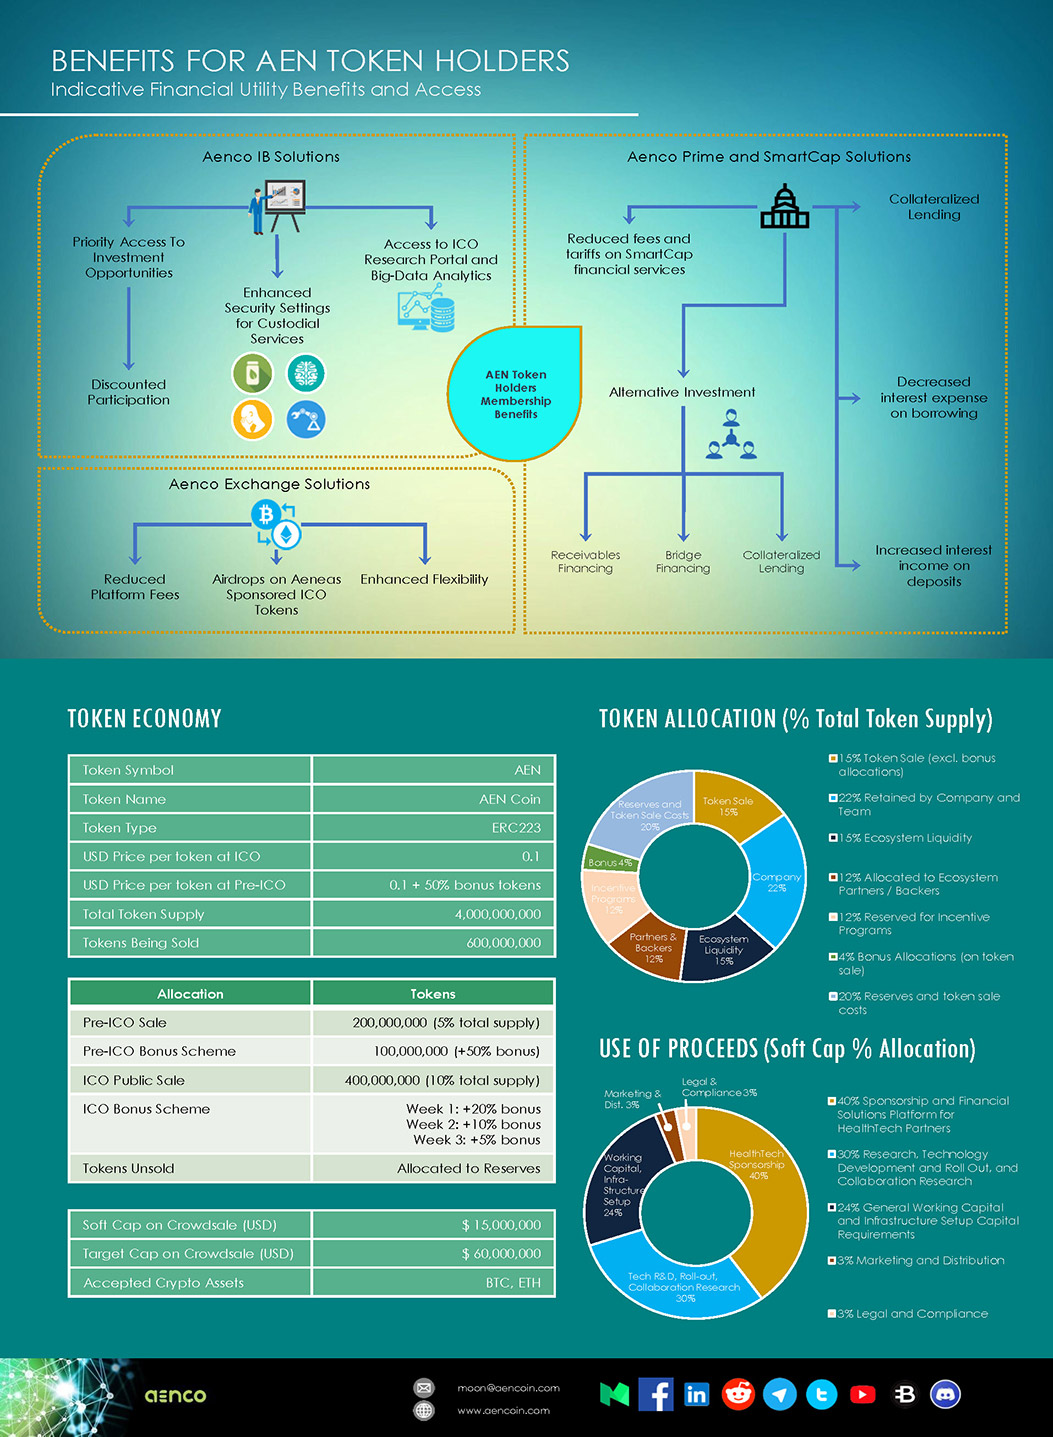 BENEFITS FOR AEN TOKEN HOLDERS
Indicative Financial Utility Benefits and Access
Aenco IB Solutions
Priority Access To
Investment
Opportunities
Discounted
Participation
Enhanced
Security Settings
for Custodial
Services
Access to ICO
Research Portal and
Big-Data Analytics
Aenco Prime and SmartCap Solutions
Reduced fees and
tariffs on SmartCap
financial services
Collateralized
Lending
Alternative Investment
Decreased
interest expense
on borrowing
Receivables
Financing
Bridge
Financing
Collateralized
Lending
Increased interest
income on
deposits
AEN Token
Holders
Membership
Benefits
Aenco Exchange Solutions
Reduced
Platform Fees
Airdrops on Aeneas
Sponsored ICO
Tokens
Enhanced Flexibility
TOKEN ECONOMY
Token Symbol AEN
Token Name AEN Coin
Token Type ERC223
USD Price per token at ICO 0.1
USD Price per token at Pre-ICO 0.1 + 50% bonus tokens
Total Token Supply 4,000,000,000
Tokens Being Sold 600,000,000
Allocation Tokens
Pre-ICO Sale 200,000,000 (5% total supply)
Pre-ICO Bonus Scheme 100,000,000 (+50% bonus)
ICO Public Sale 400,000,000 (10% total supply)
ICO Bonus Scheme Week 1: +20% bonus
Week 2: +10% bonus
Week 3: +5% bonus
Tokens Unsold Allocated to Reserves
Soft Cap on Crowdsale (USD) $ 15,000,000
Target Cap on Crowdsale (USD) $ 60,000,000
Accepted Crypto Assets BTC, ETH
TOKEN ALLOCATION (% Total Token Supply)
Token Sale
15%
Company
22%
Ecosystem
Liquidity
15%
Partners &
Backers
12%
Incentive
Programs
12%
Bonus 4%
Reserves and
Token Sale Costs
20%
15% Token Sale (excl. bonus
allocations)
22% Retained by Company and
Team
15% Ecosystem Liquidity
12% Allocated to Ecosystem
Partners / Backers
12% Reserved for Incentive
Programs
4% Bonus Allocations (on token
sale)
20% Reserves and token sale
costs
USE OF PROCEEDS (Soft Cap % Allocation)
Marketing &
Dist. 3%
Legal &
Compliance 3%
HealthTech
Sponsorship
40%
Working
Capital,
Infra-
Structure
Setup
24%
Tech R&D, Roll-out,
Collaboration Research
30%
40% Sponsorship and Financial
Solutions Platform for
HealthTech Partners
30% Research, Technology
Development and Roll Out, and
Collaboration Research
24% General Working Capital
and Infrastructure Setup Capital
Requirements
3% Marketing and Distribution
3% Legal and Compliance
aenco
moon@aencoin.com
www.aencoin.com